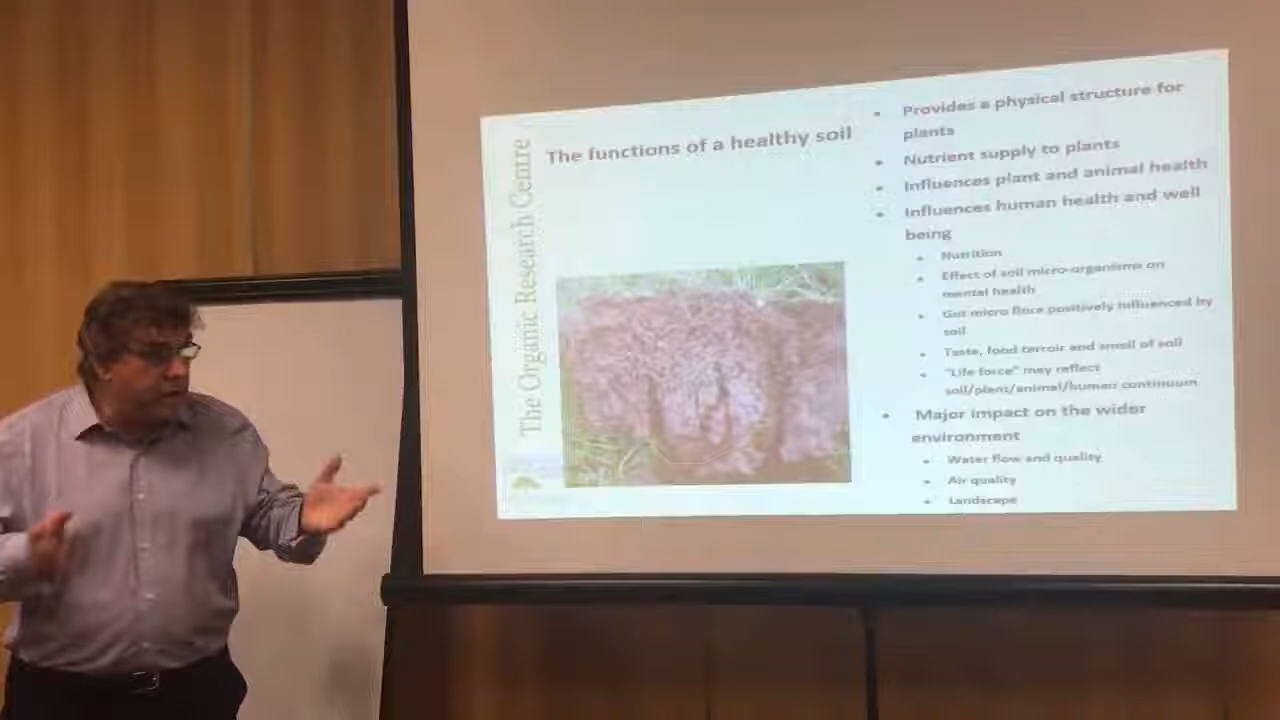 The Organic Research Centre
The functions of a healthy soil
• Provides a physical structure for
plants
• Nutrient supply to plants
• Influences plant and animal health
• Influences human health and well
being
• Nutrition
• Effect of soil micro-organisms on
mental health
• Gut micro flora positively influenced by
soil
• Taste, food terroir and smell of soil
• "Life force" may reflect
soil/plant/animal/human continuum
• Major impact on the wider
environment
• Water flow and quality
• Air quality
• Landscape